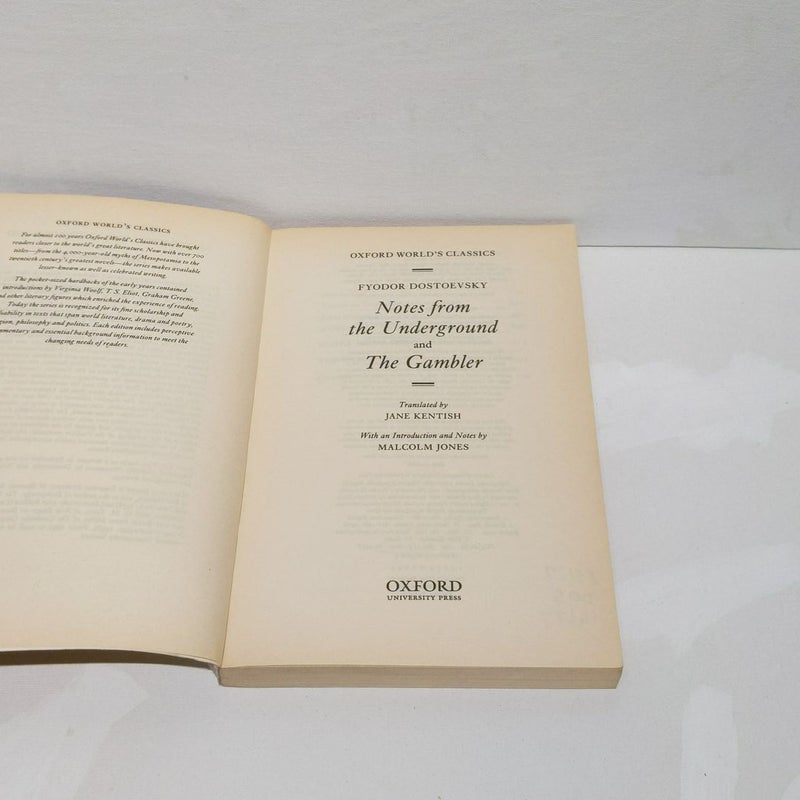 OXFORD WORLD'S CLASSICS
For almost 100 years Oxford World's Classics have brought
readers closer to the world's great literature. Now with over 700
titles—from the 4,000-year-old myths of Mesopotamia to the
twentieth century's greatest novels—the series makes available
lesser-known as well as celebrated writing.
The pocket-sized hardbacks of the early years contained
introductions by Virginia Woolf, T. S. Eliot, Graham Greene,
and other literary figures which enriched the experience of reading.
Today the series is recognized for its fine scholarship and
reliability in texts that span world literature, drama and poetry,
religion, philosophy and politics. Each edition includes perceptive
commentary and essential background information to meet the
changing needs of readers.
OXFORD WORLD'S CLASSICS
FYODOR DOSTOEVSKY
Notes from
the Underground
and
The Gambler
Translated by
JANE KENTISH
With an Introduction and Notes by
MALCOLM JONES
OXFORD
UNIVERSITY PRESS